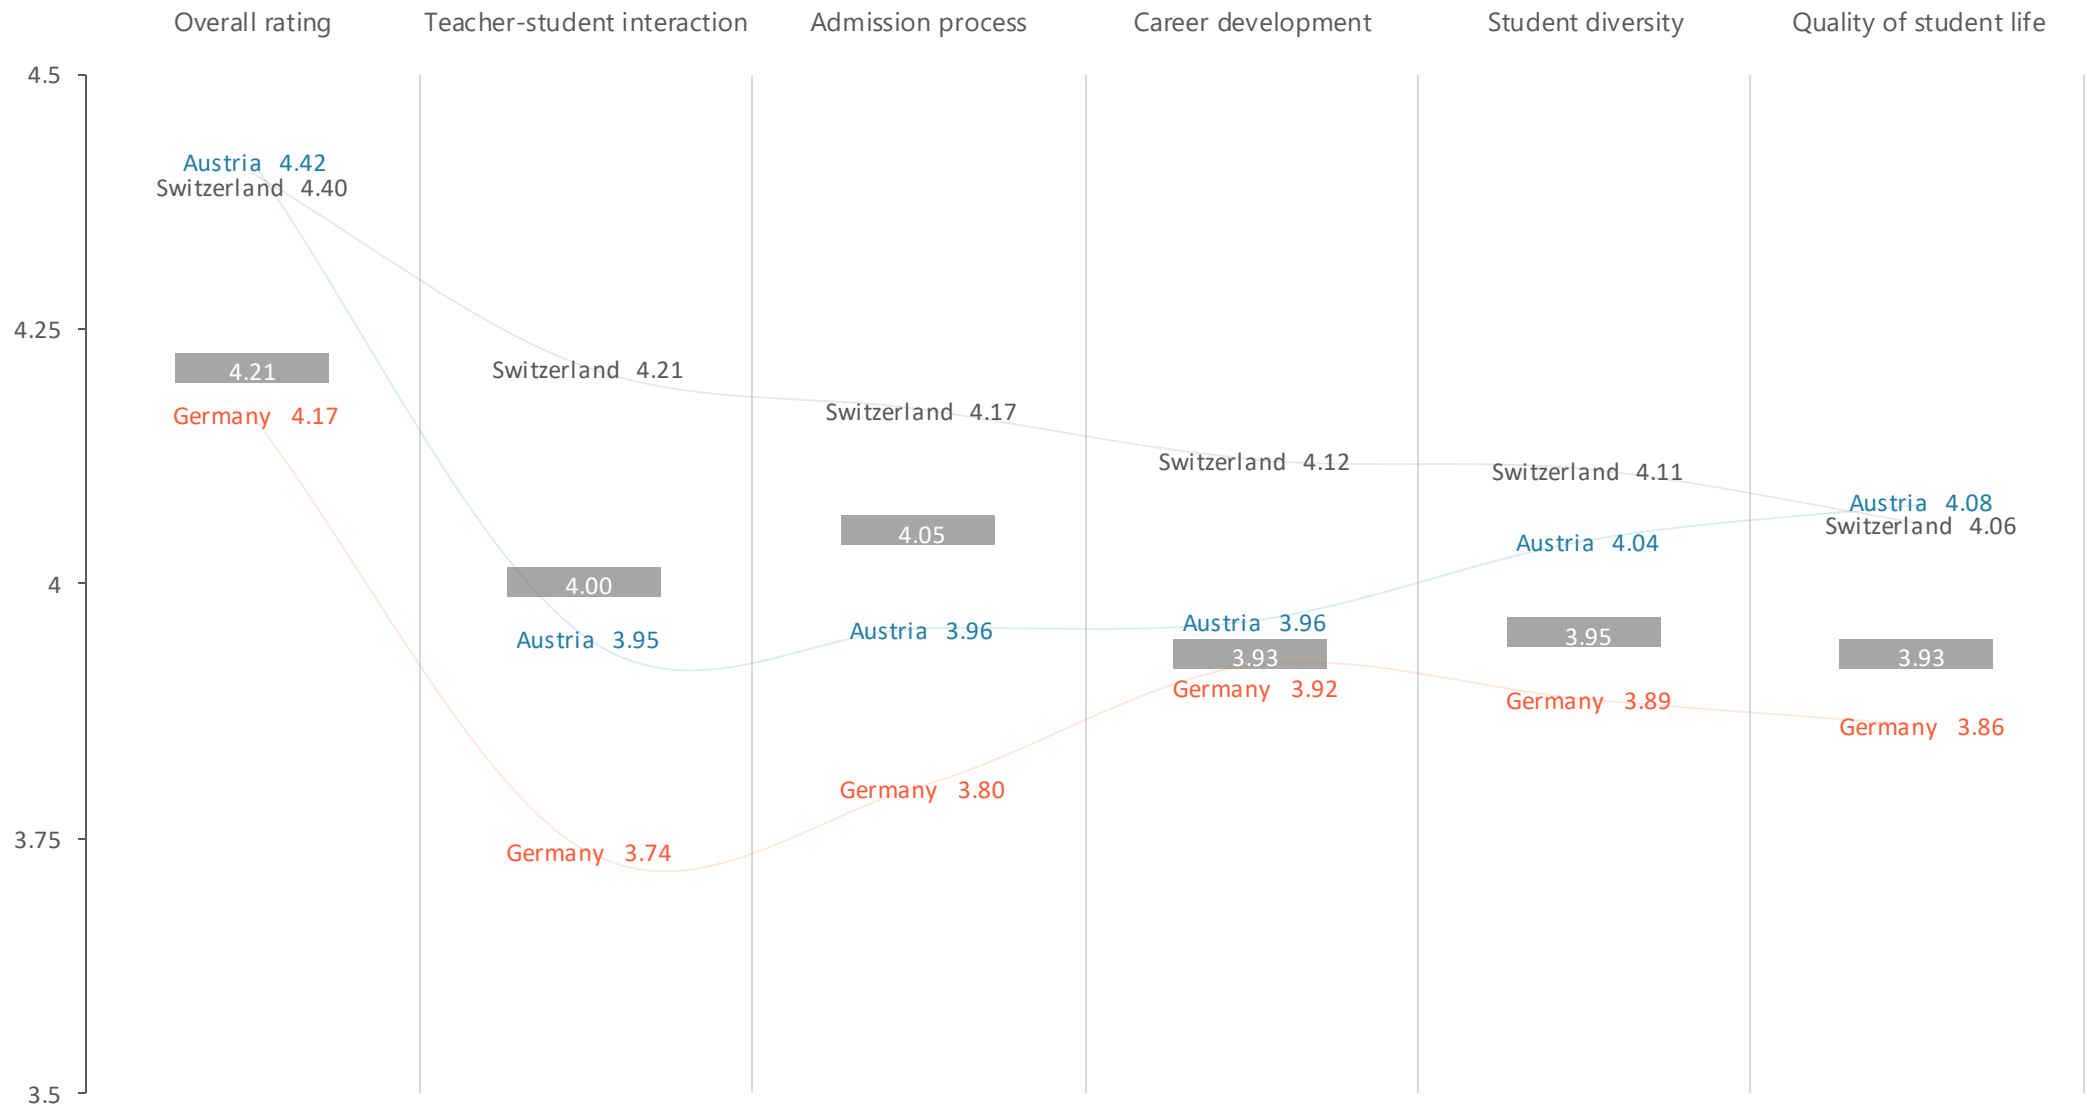 Overall rating
Teacher-student interaction
Admission process
Career development
Student diversity
Quality of student life
4.5
4.25
4
3.75
3.5
Austria 4.42
Switzerland 4.40
4.21
Germany 4.17
Switzerland 4.21
4.00
Austria 3.95
Germany 3.74
Switzerland 4.17
4.05
Austria 3.96
Germany 3.80
Switzerland 4.12
Austria 3.96
3.93
Germany 3.92
Switzerland 4.11
Austria 4.04
3.95
Germany 3.89
Austria 4.08
Switzerland 4.06
3.93
Germany 3.86